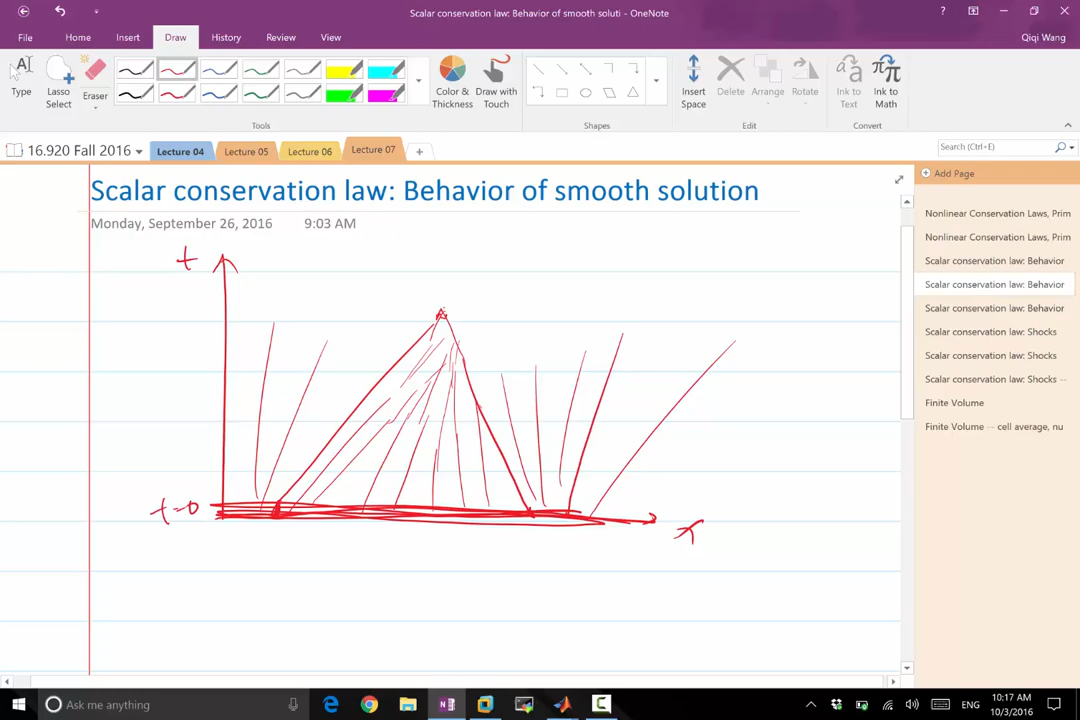 Scalar conservation law: Behavior of smooth soluti - OneNote
?
File
Home
Insert
Draw
History
Review
View
Qiqi Wang
Type
Lasso
Select
Eraser
Color &
Thickness
Draw with
Touch
Insert
Space
Delete
Arrange
Rotate
Ink to
Text
Ink to
Math
Tools
Shapes
Edit
Convert
16.920 Fall 2016
Lecture 04
Lecture 05
Lecture 06
Lecture 07
Search (Ctrl+E)
Add Page
Scalar conservation law: Behavior of smooth solution
Monday, September 26, 2016 9:03 AM
t
t=0
x
Nonlinear Conservation Laws, Prim
Nonlinear Conservation Laws, Prim
Scalar conservation law: Behavior
Scalar conservation law: Behavior
Scalar conservation law: Behavior
Scalar conservation law: Shocks
Scalar conservation law: Shocks
Scalar conservation law: Shocks --
Finite Volume
Finite Volume -- cell average, nu
Ask me anything
ENG
10:17 AM
10/3/2016